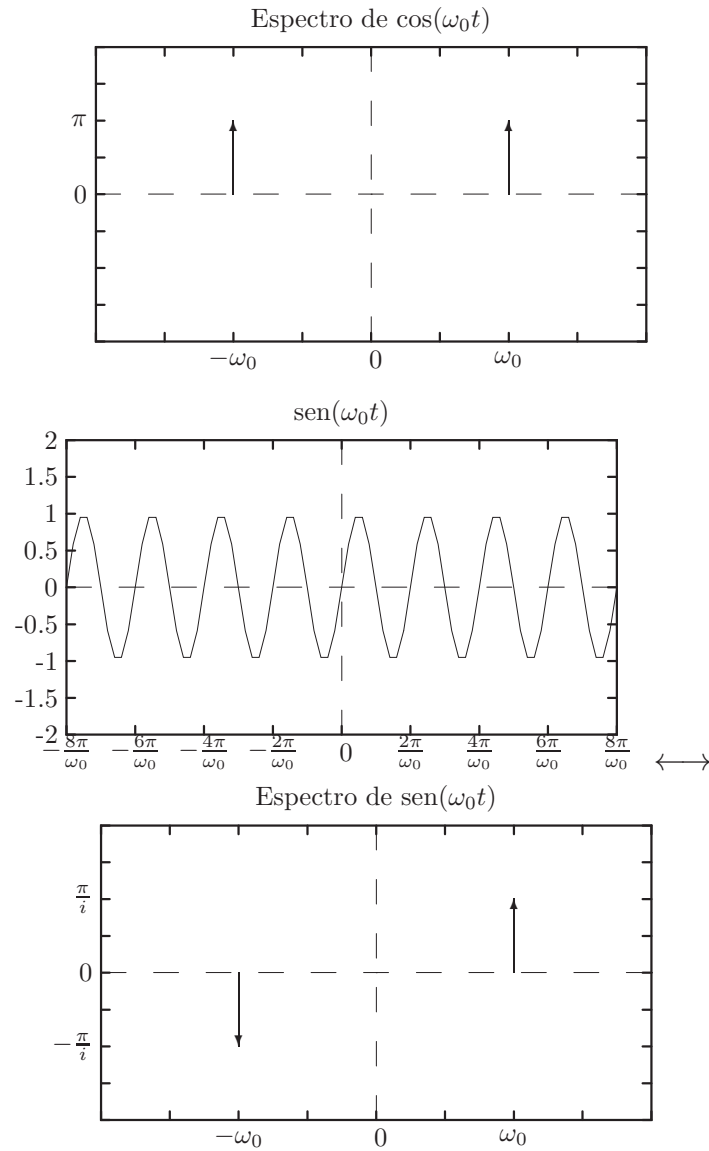 Espectro de cos(ω₀t)
π
0
−ω₀ 0 ω₀
sen(ω₀t)
2
1.5
1
0.5
0
-0.5
-1
-1.5
-2
−8π/ω₀ −6π/ω₀ −4π/ω₀ −2π/ω₀ 0 2π/ω₀ 4π/ω₀ 6π/ω₀ 8π/ω₀ ⟷
Espectro de sen(ω₀t)
π/i
0
−π/i
−ω₀ 0 ω₀